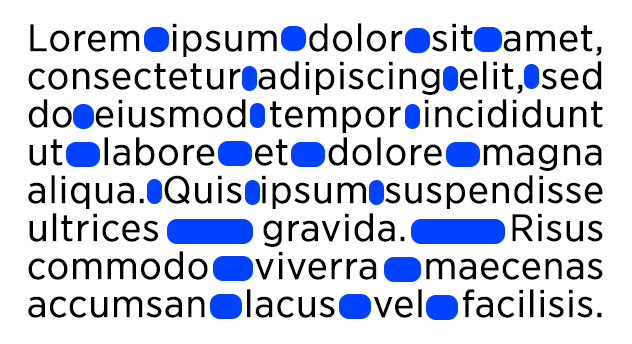 Lorem ipsum dolor sit amet,
consectetur adipiscing elit, sed
do eiusmod tempor incididunt
ut labore et dolore magna
aliqua. Quis ipsum suspendisse
ultrices gravida. Risus
commodo viverra maecenas
accumsan lacus vel facilisis.